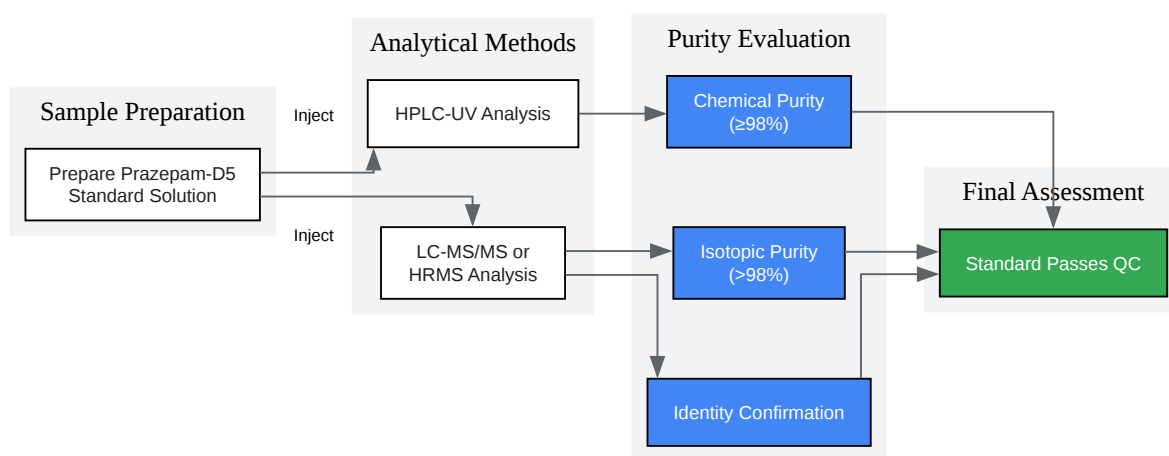 Sample Preparation
Prepare Prazepam-D5
Standard Solution
Inject
Inject
Analytical Methods
HPLC-UV Analysis
LC-MS/MS or
HRMS Analysis
Purity Evaluation
Chemical Purity
(≥98%)
Isotopic Purity
(>98%)
Identity Confirmation
Final Assessment
Standard Passes QC